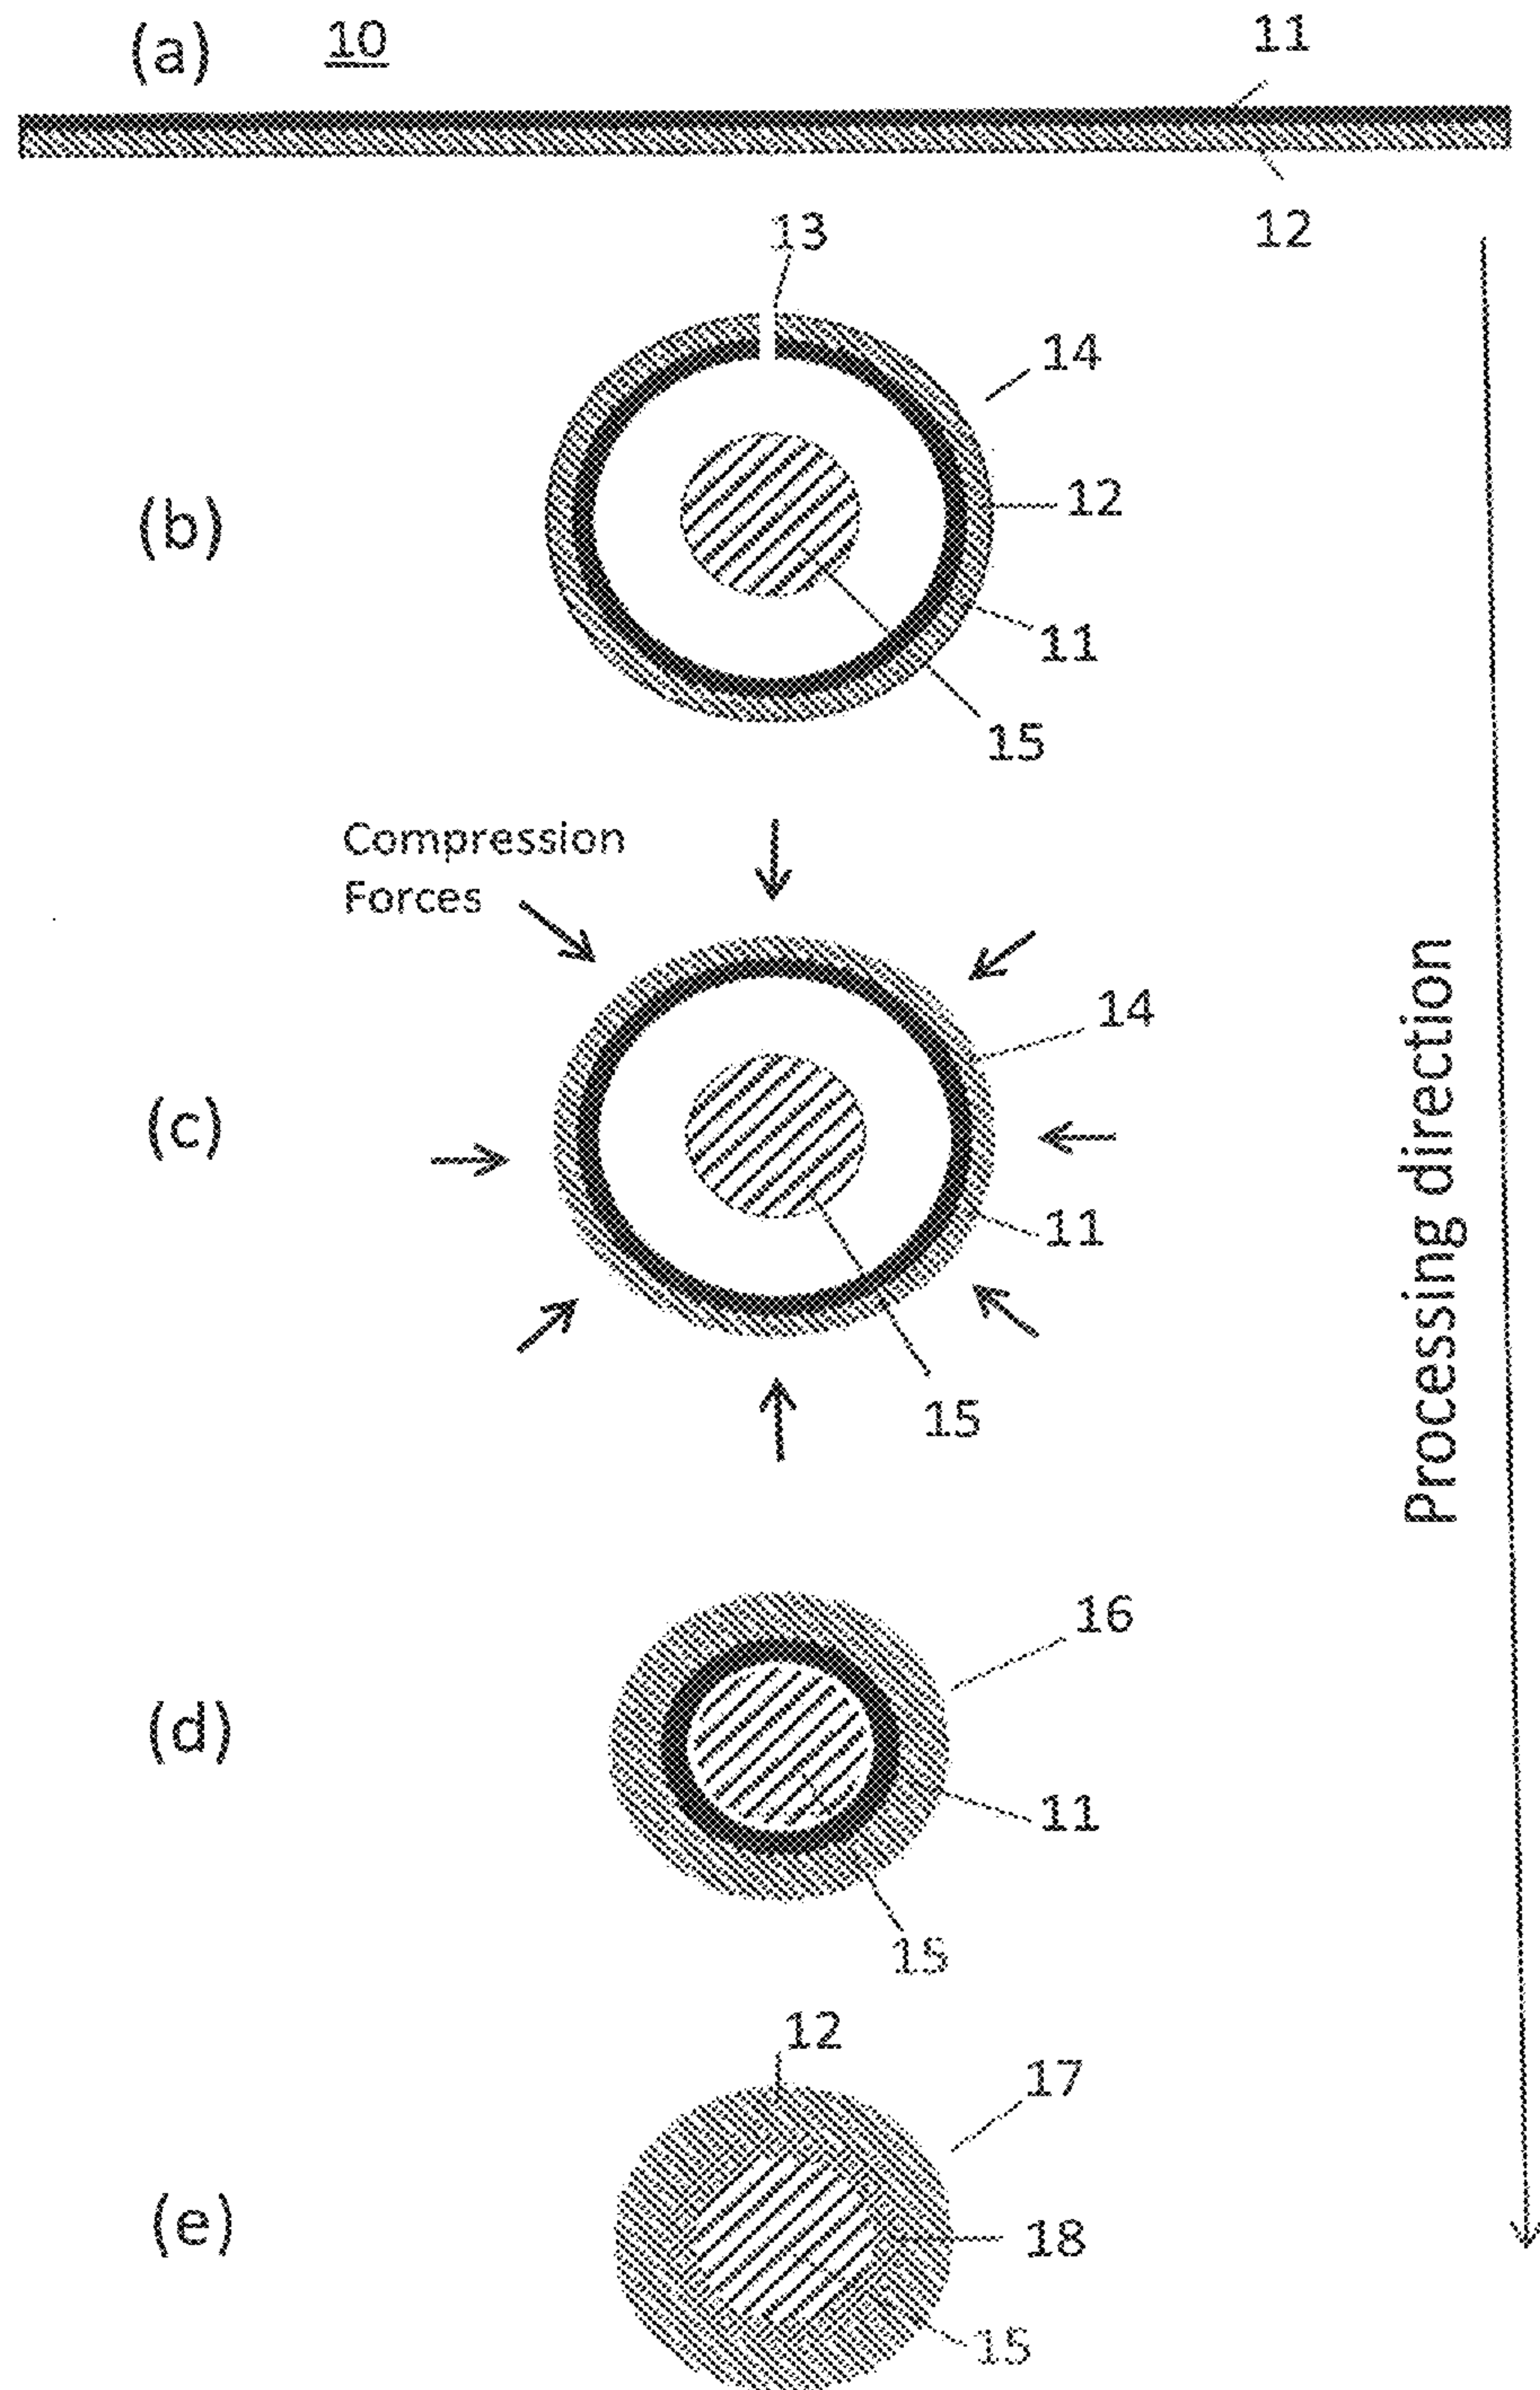 (a) 10 11
12
13
14
(b) 12
11
15
Compression
Forces
14
(c)
11
15
Processing direction
16
(d)
11
15
12
17
(e) 18
15